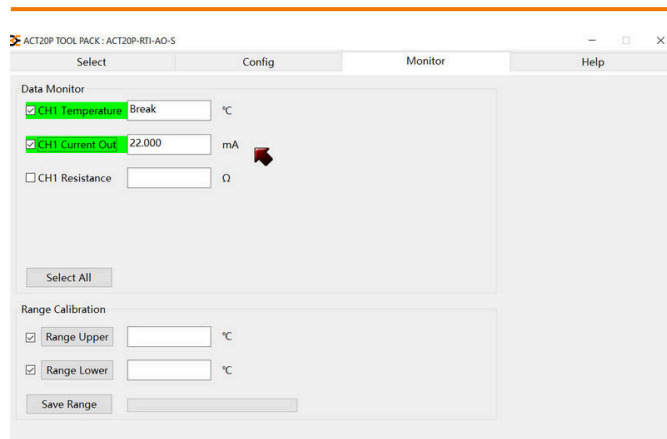 ACT20P TOOL PACK : ACT20P-RTI-AO-S
Select Config Monitor Help
Data Monitor
CH1 Temperature Break °C
CH1 Current Out 22.000 mA
CH1 Resistance Ω
Select All
Range Calibration
Range Upper °C
Range Lower °C
Save Range